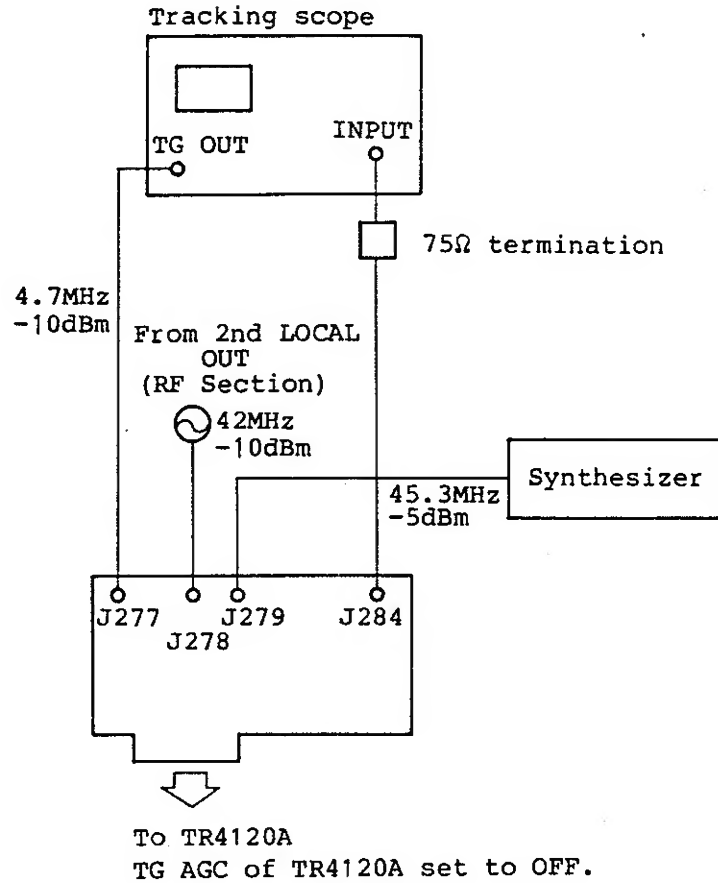 Tracking scope
TG OUT
INPUT
75Ω termination
4.7MHz
-10dBm
From 2nd LOCAL
OUT
(RF Section)
42MHz
-10dBm
Synthesizer
45.3MHz
-5dBm
J277
J278
J279
J284
To TR4120A
TG AGC of TR4120A set to OFF.